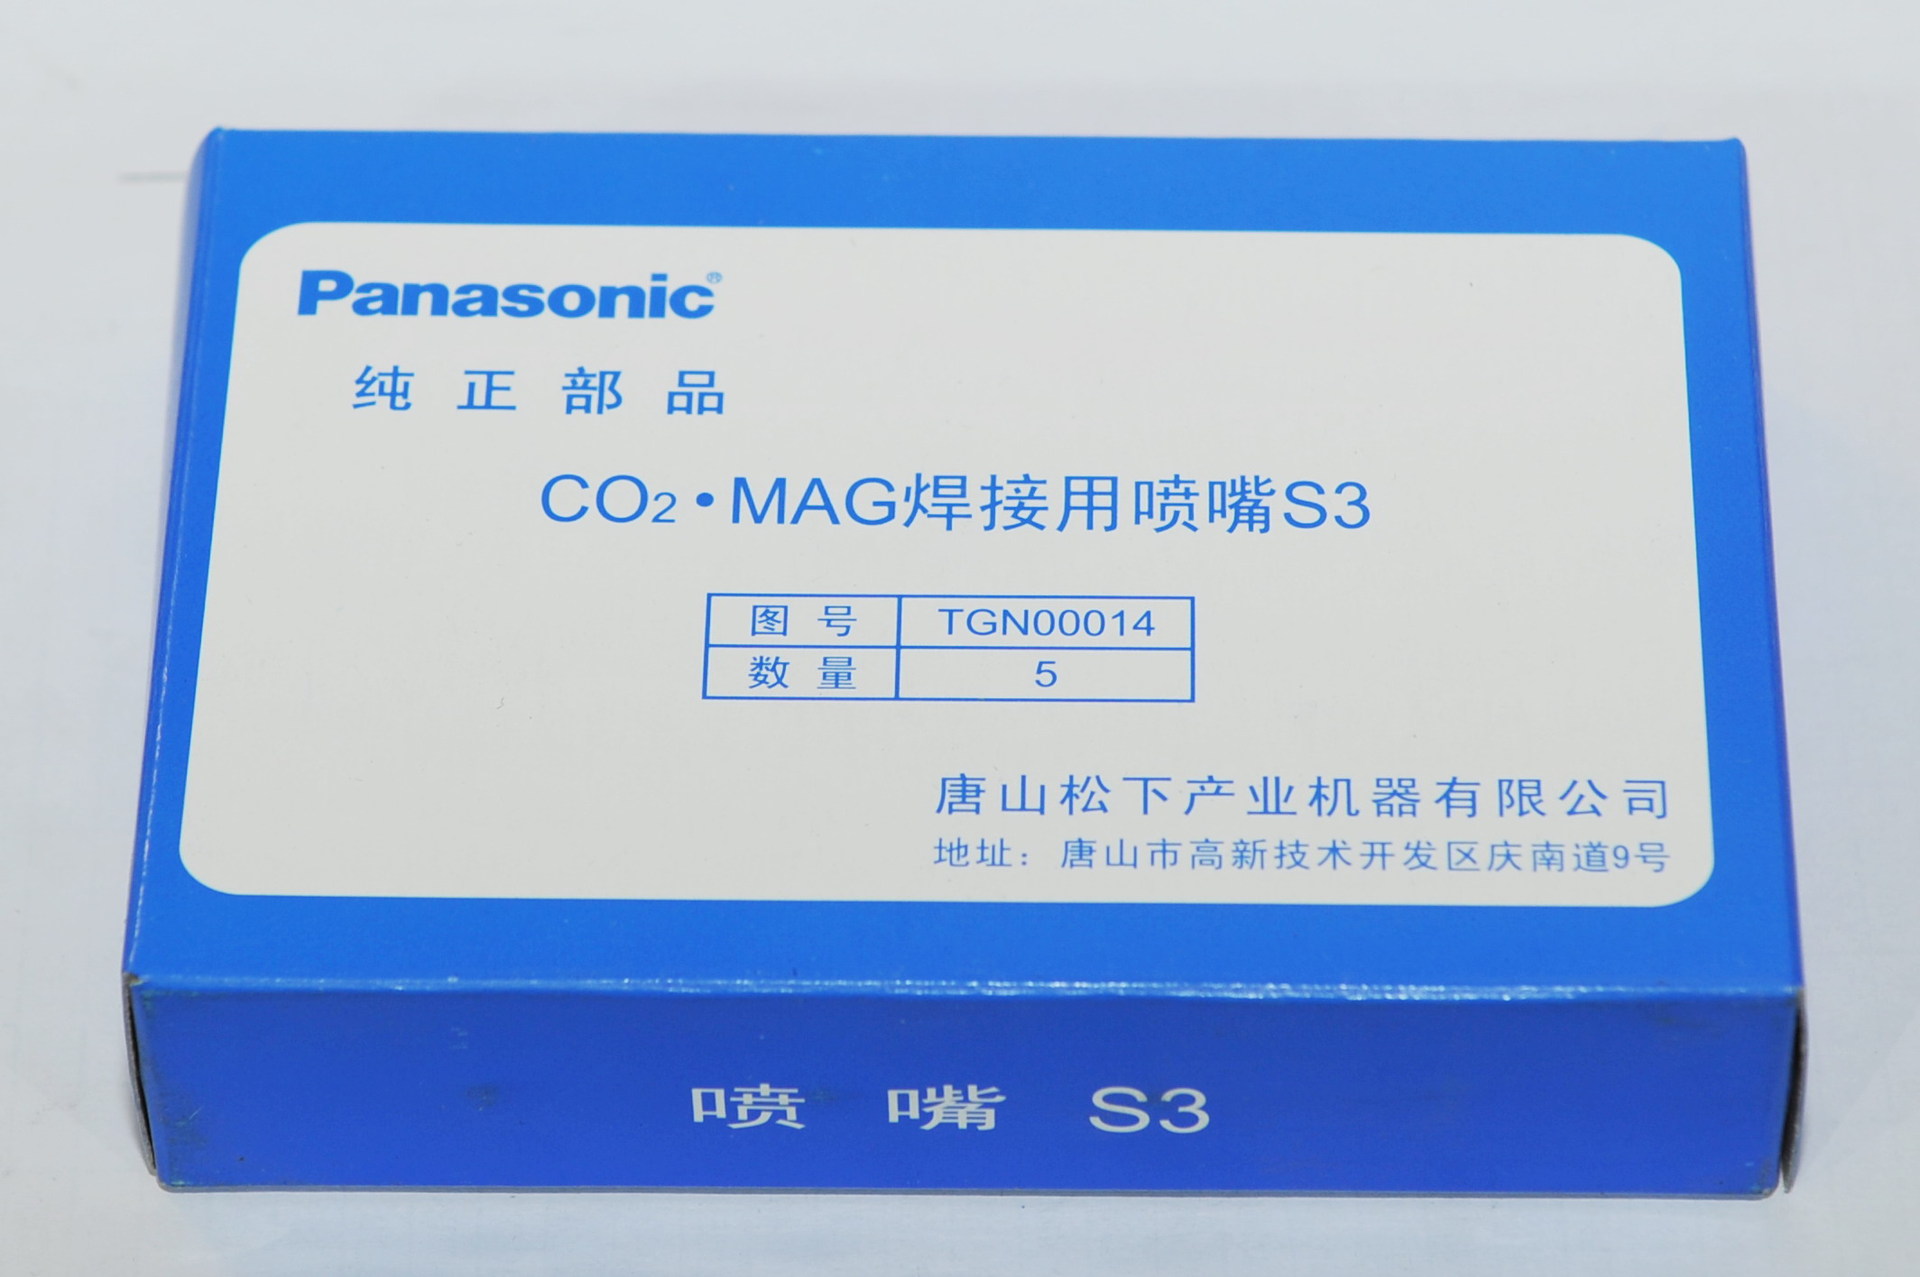 Panasonic®
纯正部品
CO₂·MAG焊接用喷嘴S3
图号 TGN00014
数量 5
唐山松下产业机器有限公司
地址：唐山市高新技术开发区庆南道9号
喷嘴 S3